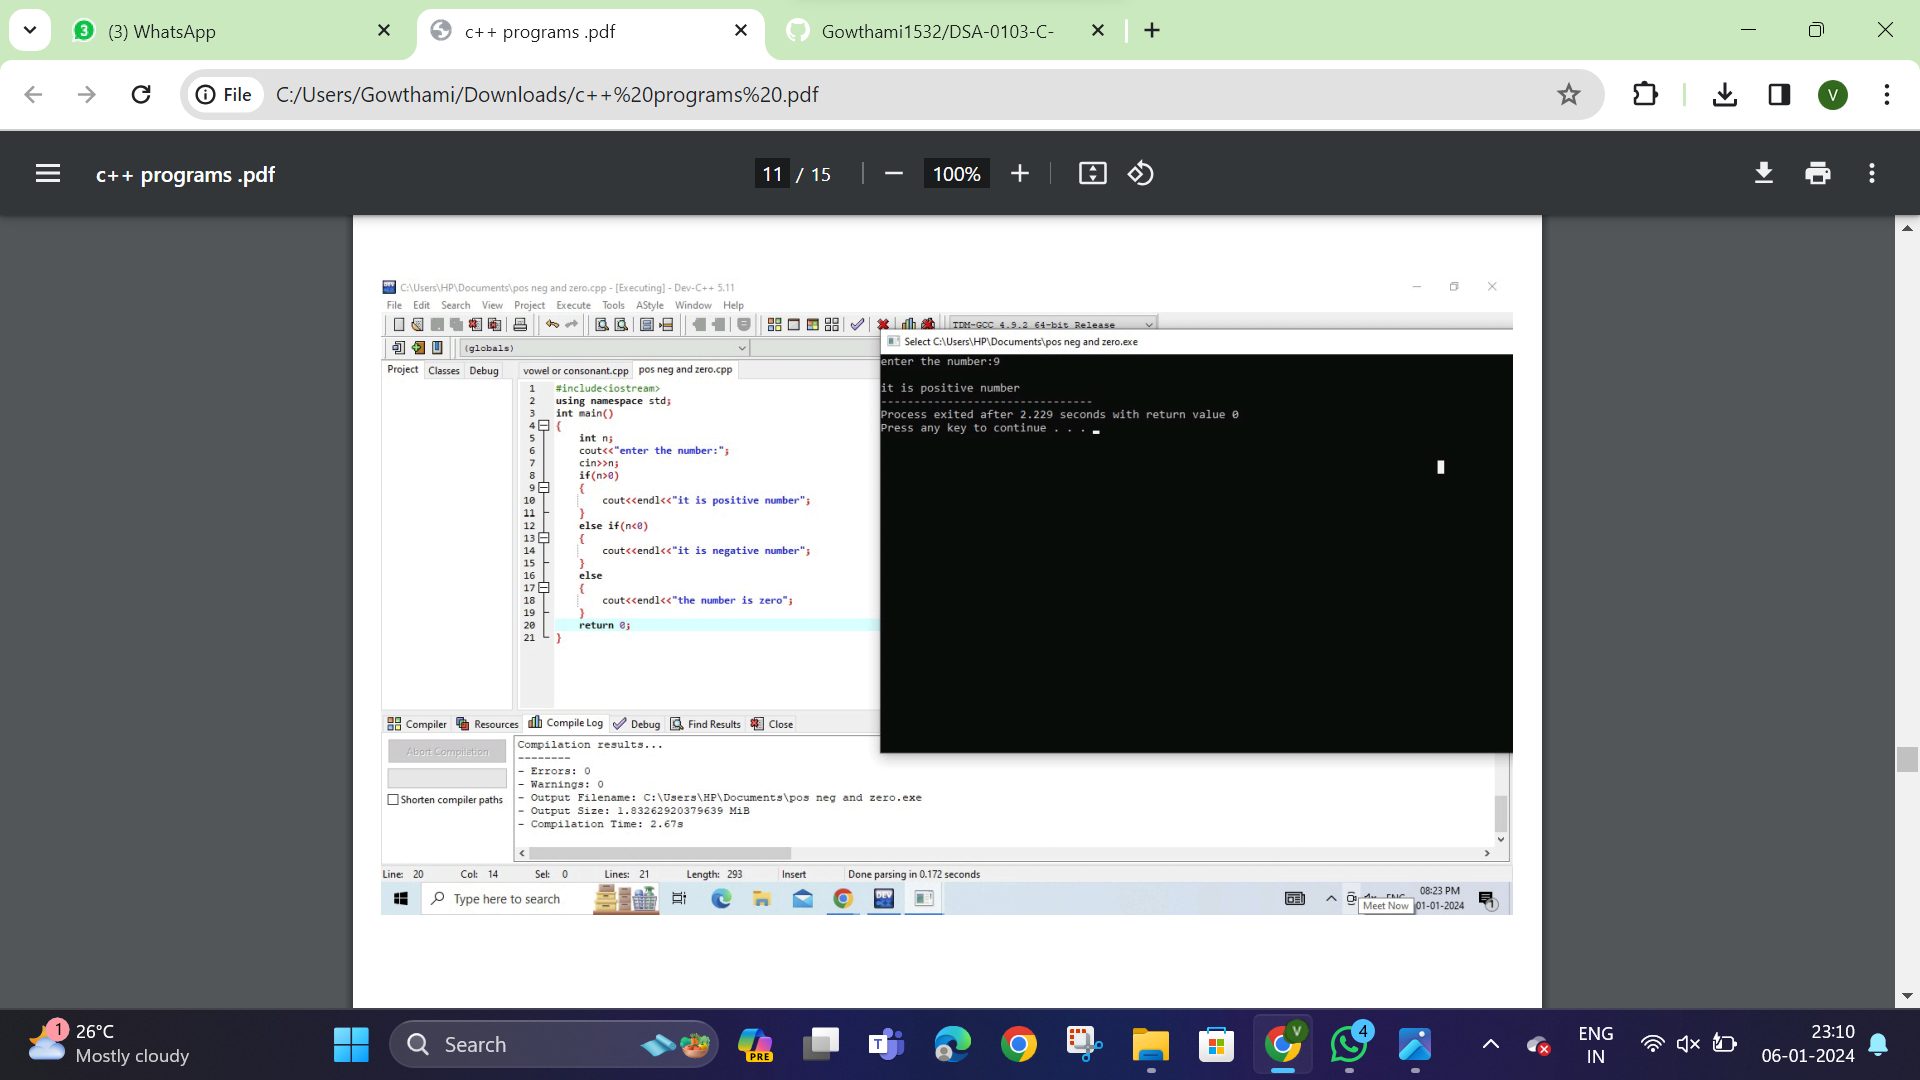 (3) WhatsApp
c++ programs .pdf
Gowthami1532/DSA-0103-C-
File
C:/Users/Gowthami/Downloads/c++%20programs%20.pdf
V
c++ programs .pdf
11 / 15
100%
C:\Users\HP\Documents\pos neg and zero.cpp - [Executing] - Dev-C++ 5.11
File Edit Search View Project Execute Tools AStyle Window Help
TDM-GCC 4.9.2 64-bit Release
(globals)
Project Classes Debug
vowel or consonant.cpp pos neg and zero.cpp
1 #include<iostream>
2 using namespace std;
3 int main()
4 {
5 int n;
6 cout<<"enter the number:";
7 cin>>n;
8 if(n>0)
9 {
10 cout<<endl<<"it is positive number";
11 }
12 else if(n<0)
13 {
14 cout<<endl<<"it is negative number";
15 }
16 else
17 {
18 cout<<endl<<"the number is zero";
19 }
20 return 0;
21 }
Select C:\Users\HP\Documents\pos neg and zero.exe
enter the number:9
it is positive number
--------------------------------
Process exited after 2.229 seconds with return value 0
Press any key to continue . . .
Compiler Resources Compile Log Debug Find Results Close
Abort Compilation
Shorten compiler paths
Compilation results...
--------
- Errors: 0
- Warnings: 0
- Output Filename: C:\Users\HP\Documents\pos neg and zero.exe
- Output Size: 1.83262920379639 MiB
- Compilation Time: 2.67s
Line: 20 Col: 14 Sel: 0 Lines: 21 Length: 293 Insert Done parsing in 0.172 seconds
Type here to search
DEV
ENG
08:23 PM
01-01-2024
Meet Now
1
1
26°C
Mostly cloudy
Search
PRE
V
4
ENG
IN
23:10
06-01-2024